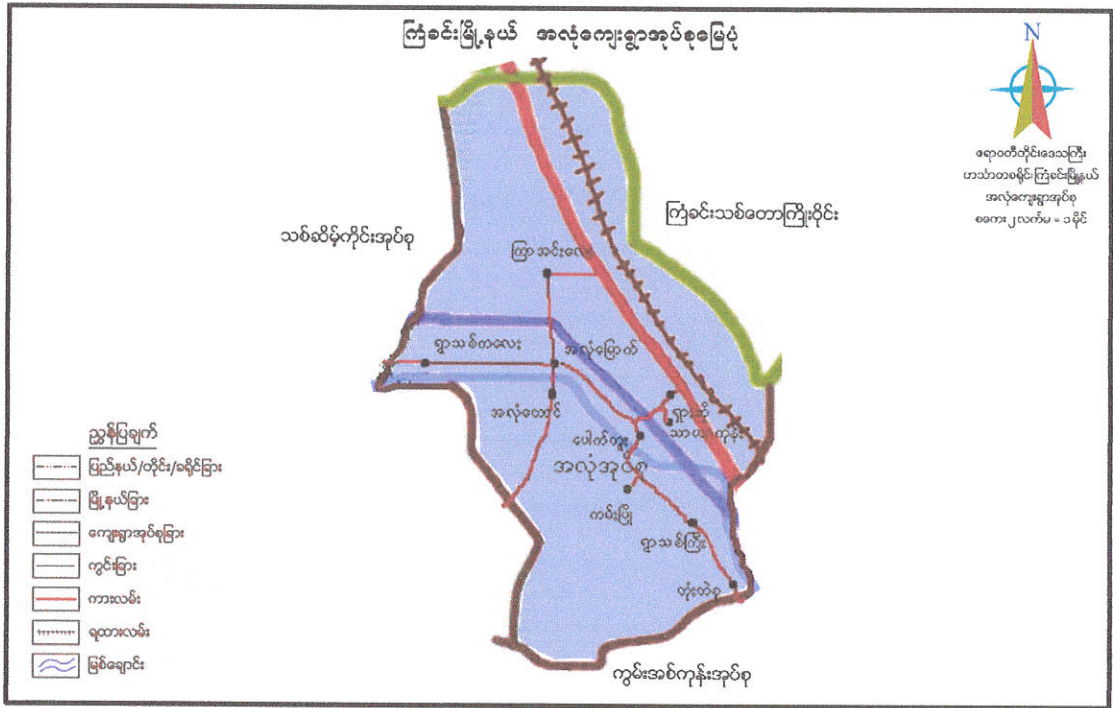 ကြံခင်းမြို့နယ် အလုံကျေးရွာအုပ်စုမြေပုံ
N
ဧရာဝတီတိုင်းဒေသကြီး
ဟင်္သာတခရိုင်၊ကြံခင်းမြို့နယ်
အလုံကျေးရွာအုပ်စု
စကေး ၂ လက်မ = ၁ မိုင်
ကြံခင်းသစ်တောကြိုးဝိုင်း
သစ်ဆိမ့်ကိုင်းအုပ်စု
ကြာအင်းလေး
ရွာသစ်ကလေး
အလုံမြောက်
အလုံတောင်
ရှားဘို
သာယာကုန်း
ပေါက်ကူး
အလုံအုပ်စု
ကမ်းပြို
ရွာသစ်ကြီး
တုံးတဲစု
ကွမ်းအစ်ကုန်းအုပ်စု
ညွှန်ပြချက်
ပြည်နယ်/တိုင်း/ခရိုင်ခြား
မြို့နယ်ခြား
ကျေးရွာအုပ်စုခြား
ကွင်းခြား
ကားလမ်း
ရထားလမ်း
မြစ်ချောင်း